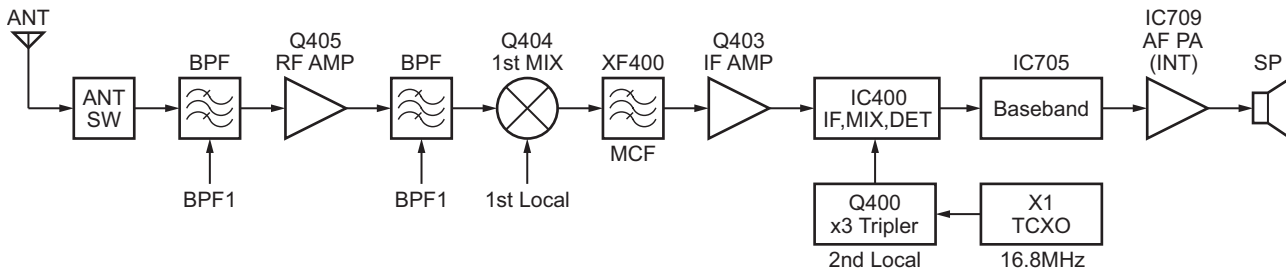 ANT
ANT
SW
BPF
BPF1
Q405
RF AMP
BPF
BPF1
Q404
1st MIX
1st Local
XF400
MCF
Q403
IF AMP
IC400
IF,MIX,DET
Q400
x3 Tripler
2nd Local
X1
TCXO
16.8MHz
IC705
Baseband
IC709
AF PA
(INT)
SP